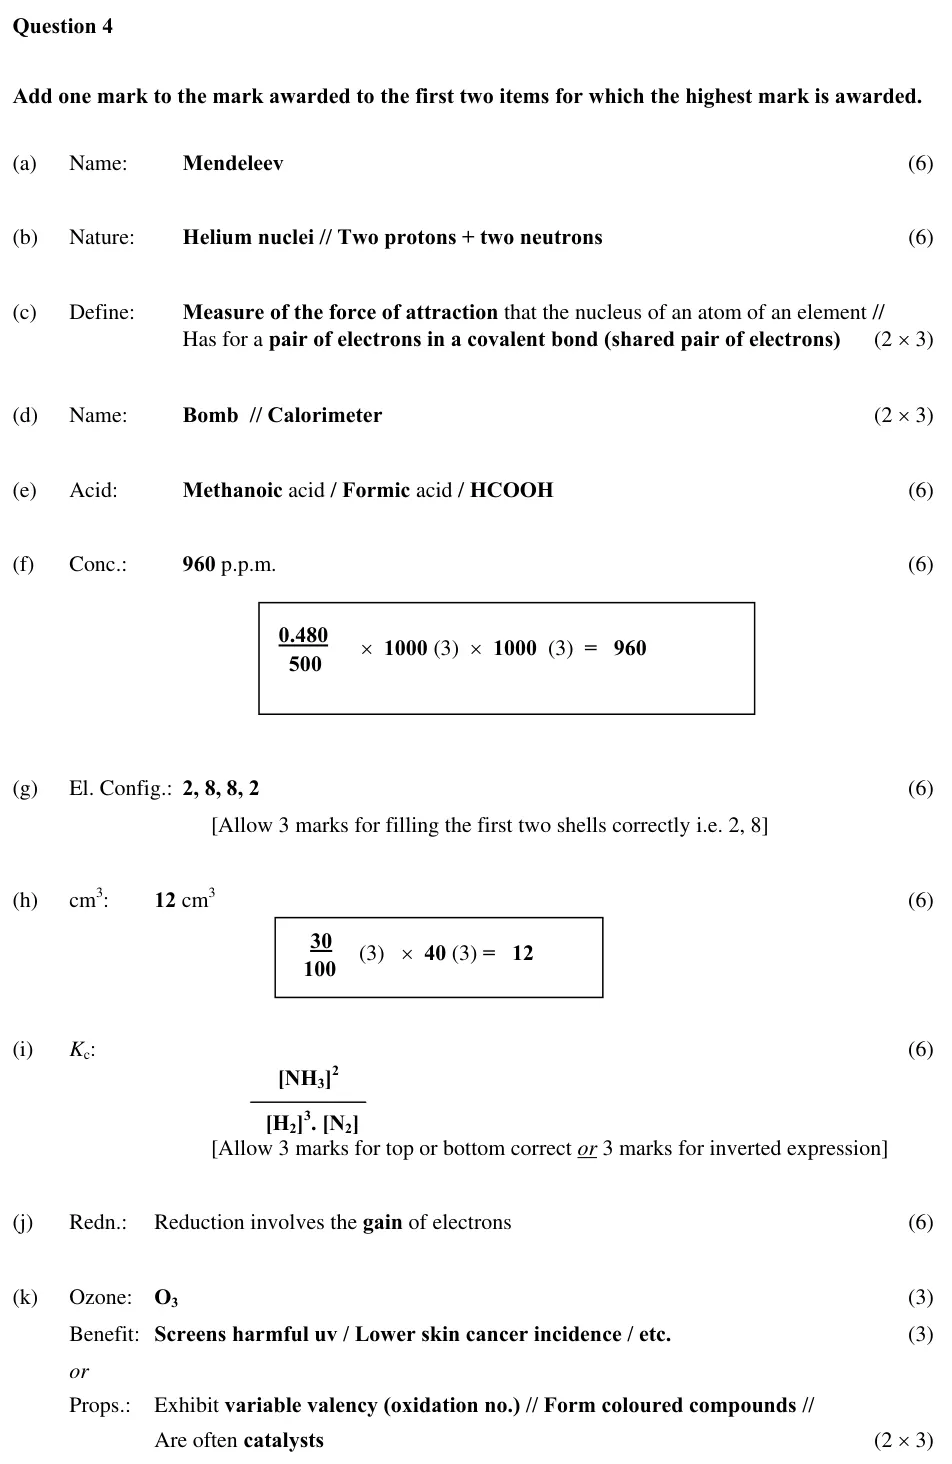 Question 4
Add one mark to the mark awarded to the first two items for which the highest mark is awarded.
(a) Name: Mendeleev (6)
(b) Nature: Helium nuclei // Two protons + two neutrons (6)
(c) Define: Measure of the force of attraction that the nucleus of an atom of an element //
Has for a pair of electrons in a covalent bond (shared pair of electrons) (2 × 3)
(d) Name: Bomb // Calorimeter (2 × 3)
(e) Acid: Methanoic acid / Formic acid / HCOOH (6)
(f) Conc.: 960 p.p.m. (6)
0.480
× 1000 (3) × 1000 (3) = 960
500
(g) El. Config.: 2, 8, 8, 2 (6)
[Allow 3 marks for filling the first two shells correctly i.e. 2, 8]
(h) cm³: 12 cm³ (6)
30
(3) × 40 (3) = 12
100
(i) Kc: (6)
[NH₃]²
[H₂]³. [N₂]
[Allow 3 marks for top or bottom correct or 3 marks for inverted expression]
(j) Redn.: Reduction involves the gain of electrons (6)
(k) Ozone: O₃ (3)
Benefit: Screens harmful uv / Lower skin cancer incidence / etc. (3)
or
Props.: Exhibit variable valency (oxidation no.) // Form coloured compounds //
Are often catalysts (2 × 3)